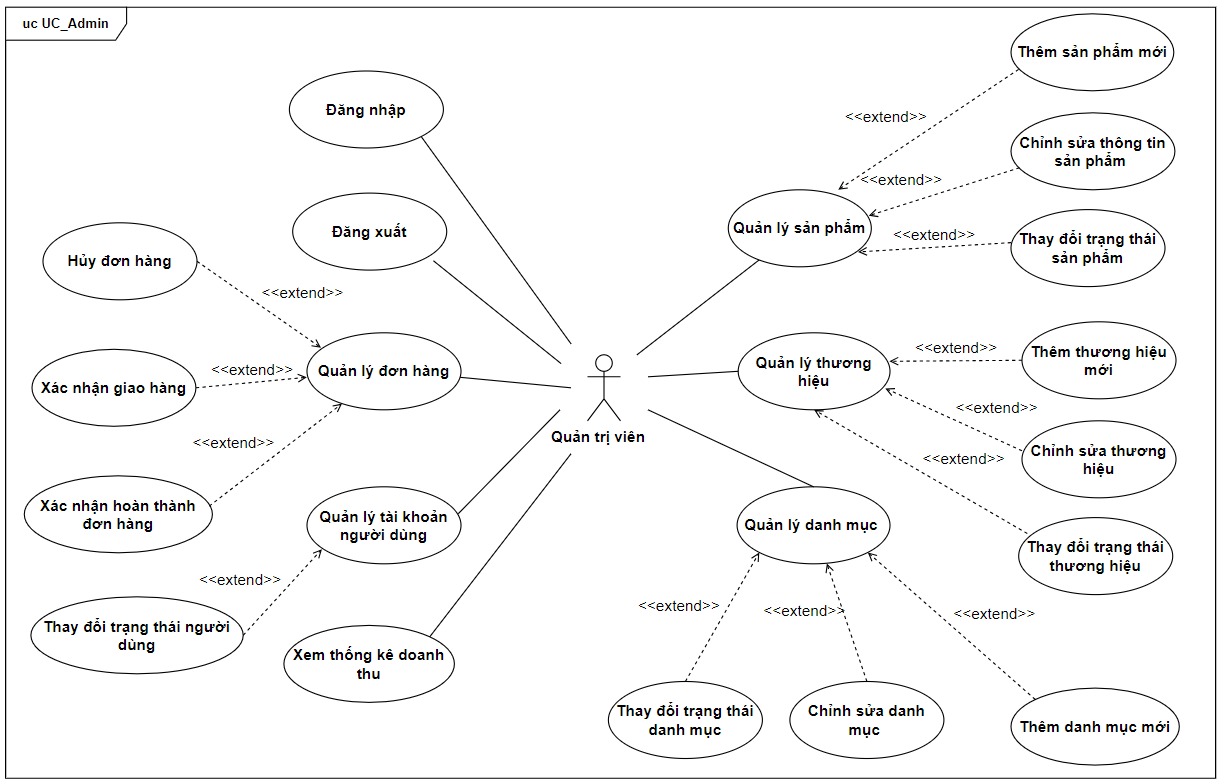 uc UC_Admin
Thêm sản phẩm mới
Đăng nhập
<<extend>>
Chỉnh sửa thông tin
sản phẩm
<<extend>>
Đăng xuất
Quản lý sản phẩm
<<extend>>
Thay đổi trạng thái
sản phẩm
Hủy đơn hàng
<<extend>>
Quản lý đơn hàng
Xác nhận giao hàng
<<extend>>
<<extend>>
Xác nhận hoàn thành
đơn hàng
Quản trị viên
Quản lý thương
hiệu
<<extend>>
Thêm thương hiệu
mới
<<extend>>
Chỉnh sửa thương
hiệu
<<extend>>
Thay đổi trạng thái
thương hiệu
Quản lý tài khoản
người dùng
<<extend>>
Thay đổi trạng thái người
dùng
Xem thống kê doanh
thu
Quản lý danh mục
<<extend>>
<<extend>>
<<extend>>
Thay đổi trạng thái
danh mục
Chỉnh sửa danh
mục
Thêm danh mục mới